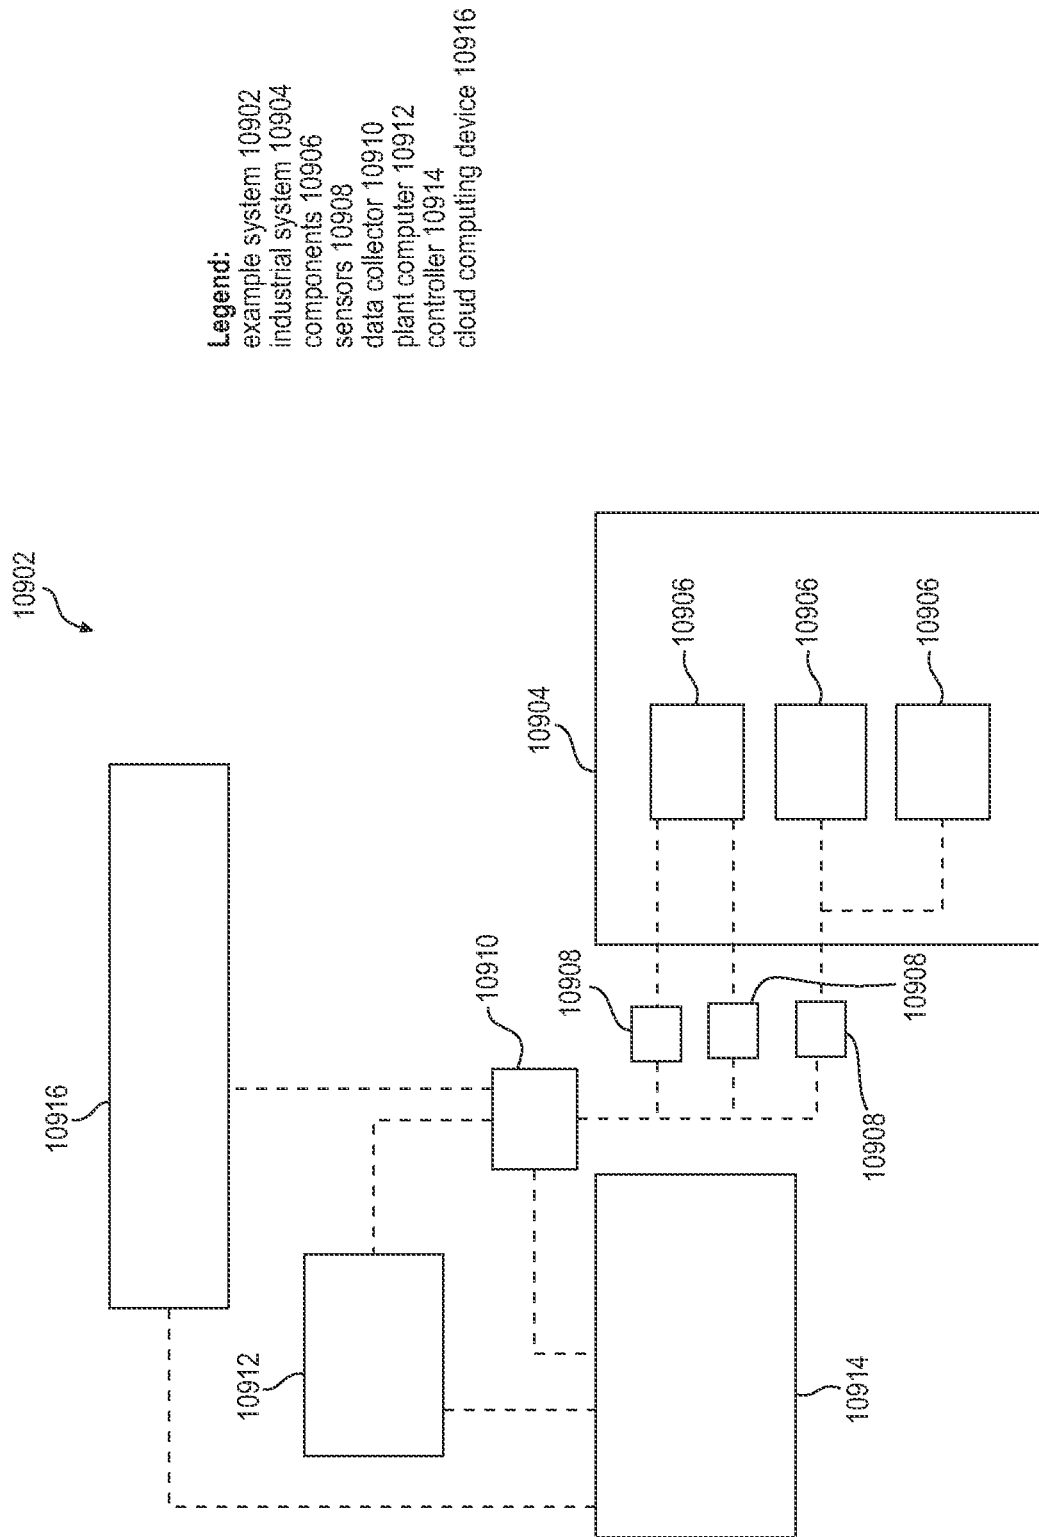 Legend:
example system 10902
industrial system 10904
components 10906
sensors 10908
data collector 10910
plant computer 10912
controller 10914
cloud computing device 10916
10902
10916
10912
10910
10904
10908
10908
10908
10906
10906
10906
10914